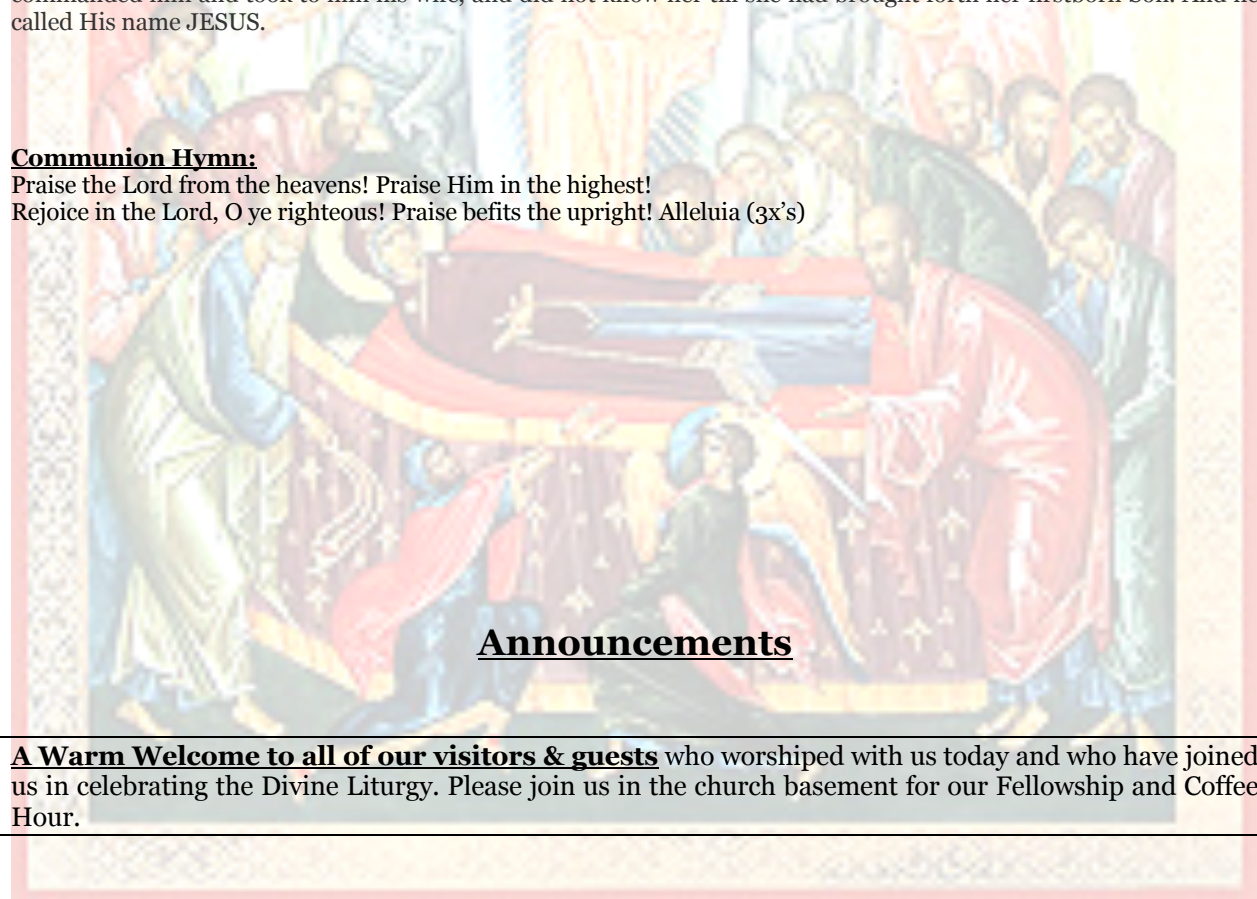 commanded him and took to him his wife, and did not know her till she had brought forth her firstborn Son. And he
called His name JESUS.
Communion Hymn:
Praise the Lord from the heavens! Praise Him in the highest!
Rejoice in the Lord, O ye righteous! Praise befits the upright! Alleluia (3x's)
Announcements
A Warm Welcome to all of our visitors & guests who worshiped with us today and who have joined
us in celebrating the Divine Liturgy. Please join us in the church basement for our Fellowship and Coffee
Hour.